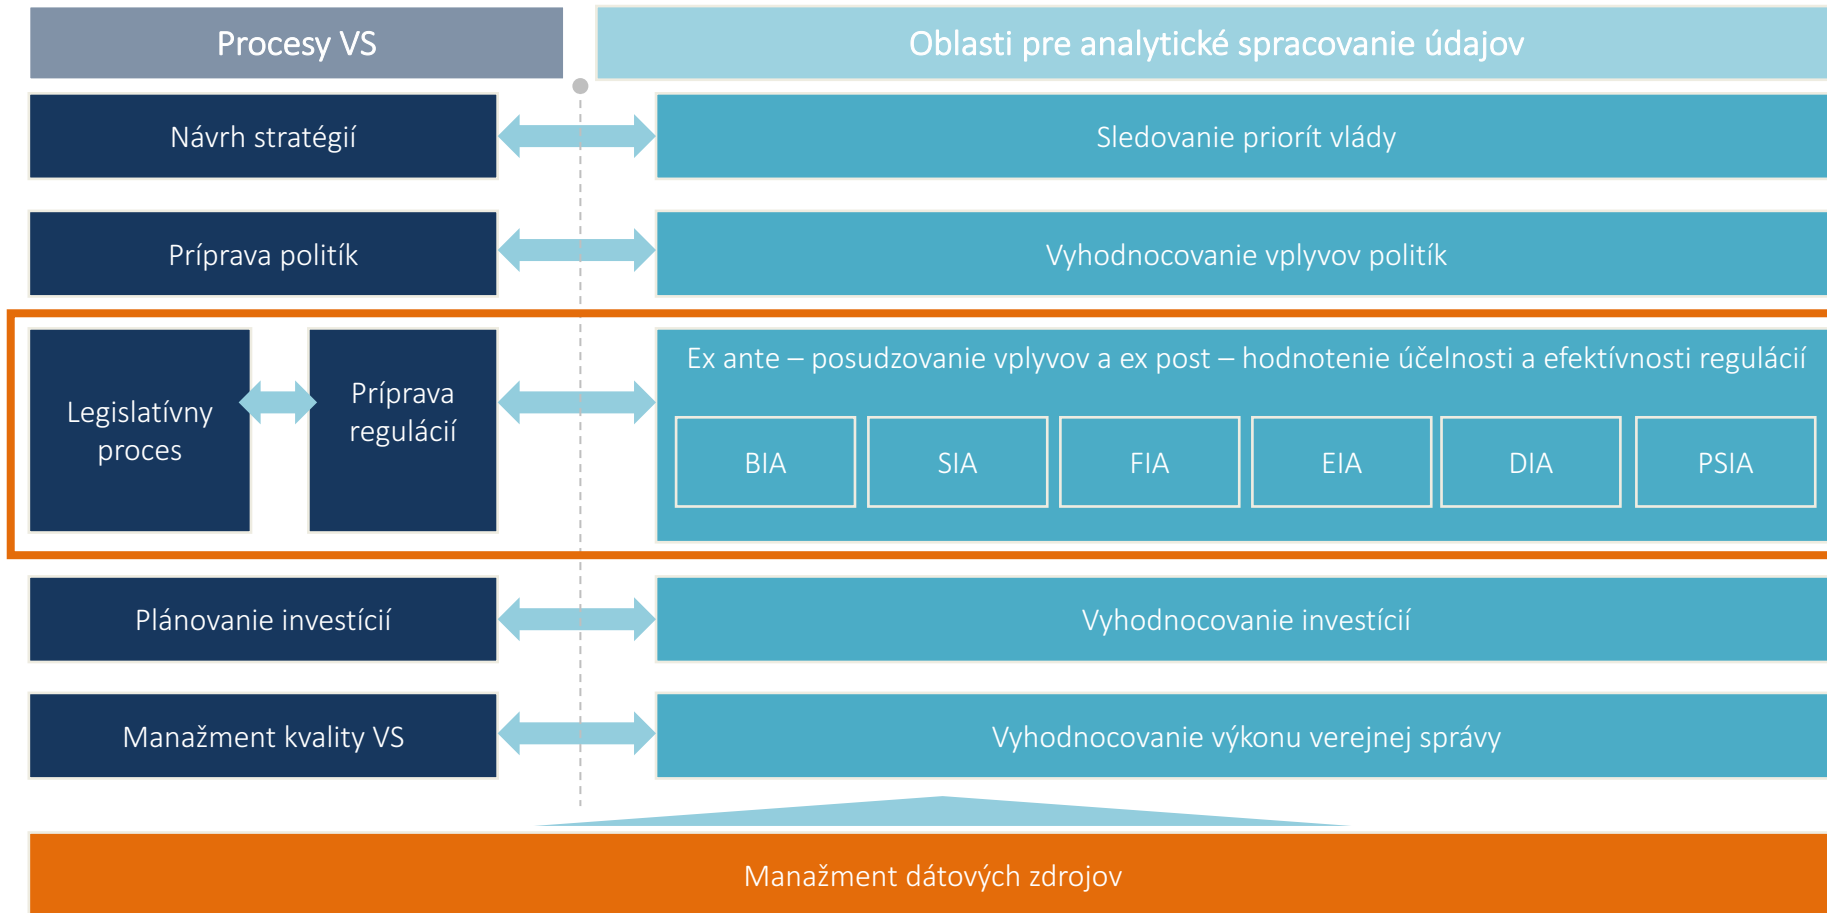 Procesy VS
Oblasti pre analytické spracovanie údajov
Návrh stratégií
Sledovanie priorít vlády
Príprava politík
Vyhodnocovanie vplyvov politík
Legislatívny
proces
Príprava
regulácií
Ex ante – posudzovanie vplyvov a ex post – hodnotenie účelnosti a efektívnosti regulácií
BIA
SIA
FIA
EIA
DIA
PSIA
Plánovanie investícií
Vyhodnocovanie investícií
Manažment kvality VS
Vyhodnocovanie výkonu verejnej správy
Manažment dátových zdrojov